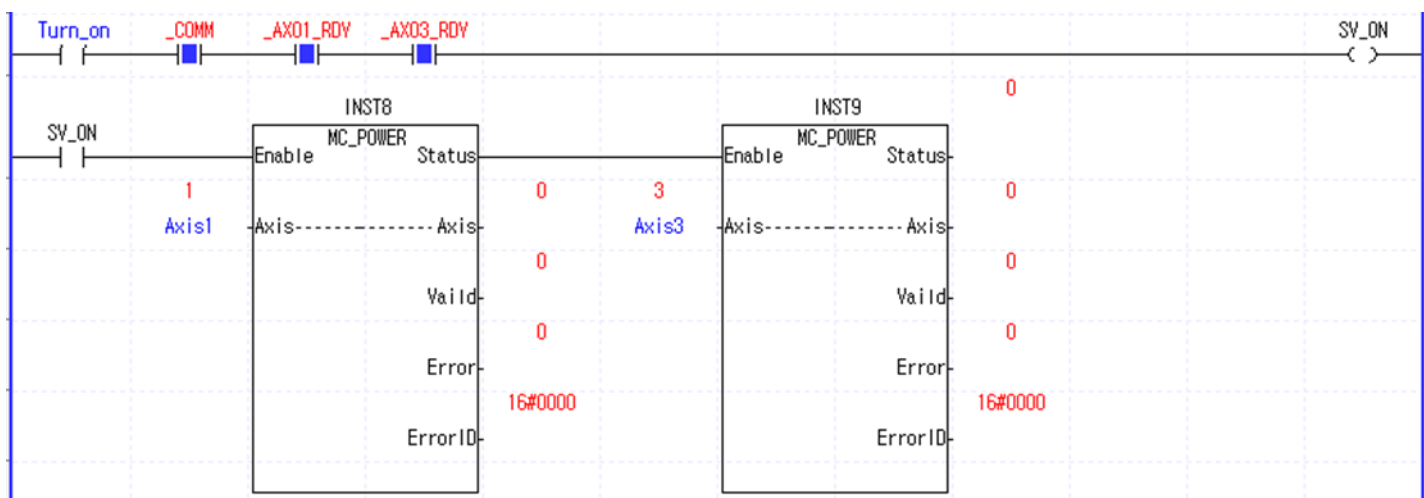 Turn_on _COMM _AX01_RDY _AX03_RDY SV_ON
0
INST8 INST9
SV_ON MC_POWER MC_POWER
Enable Status Enable Status
1 0 3 0
Axis1 Axis Axis Axis3 Axis Axis
0 0
Vaild Vaild
0 0
Error Error
16#0000 16#0000
ErrorID ErrorID